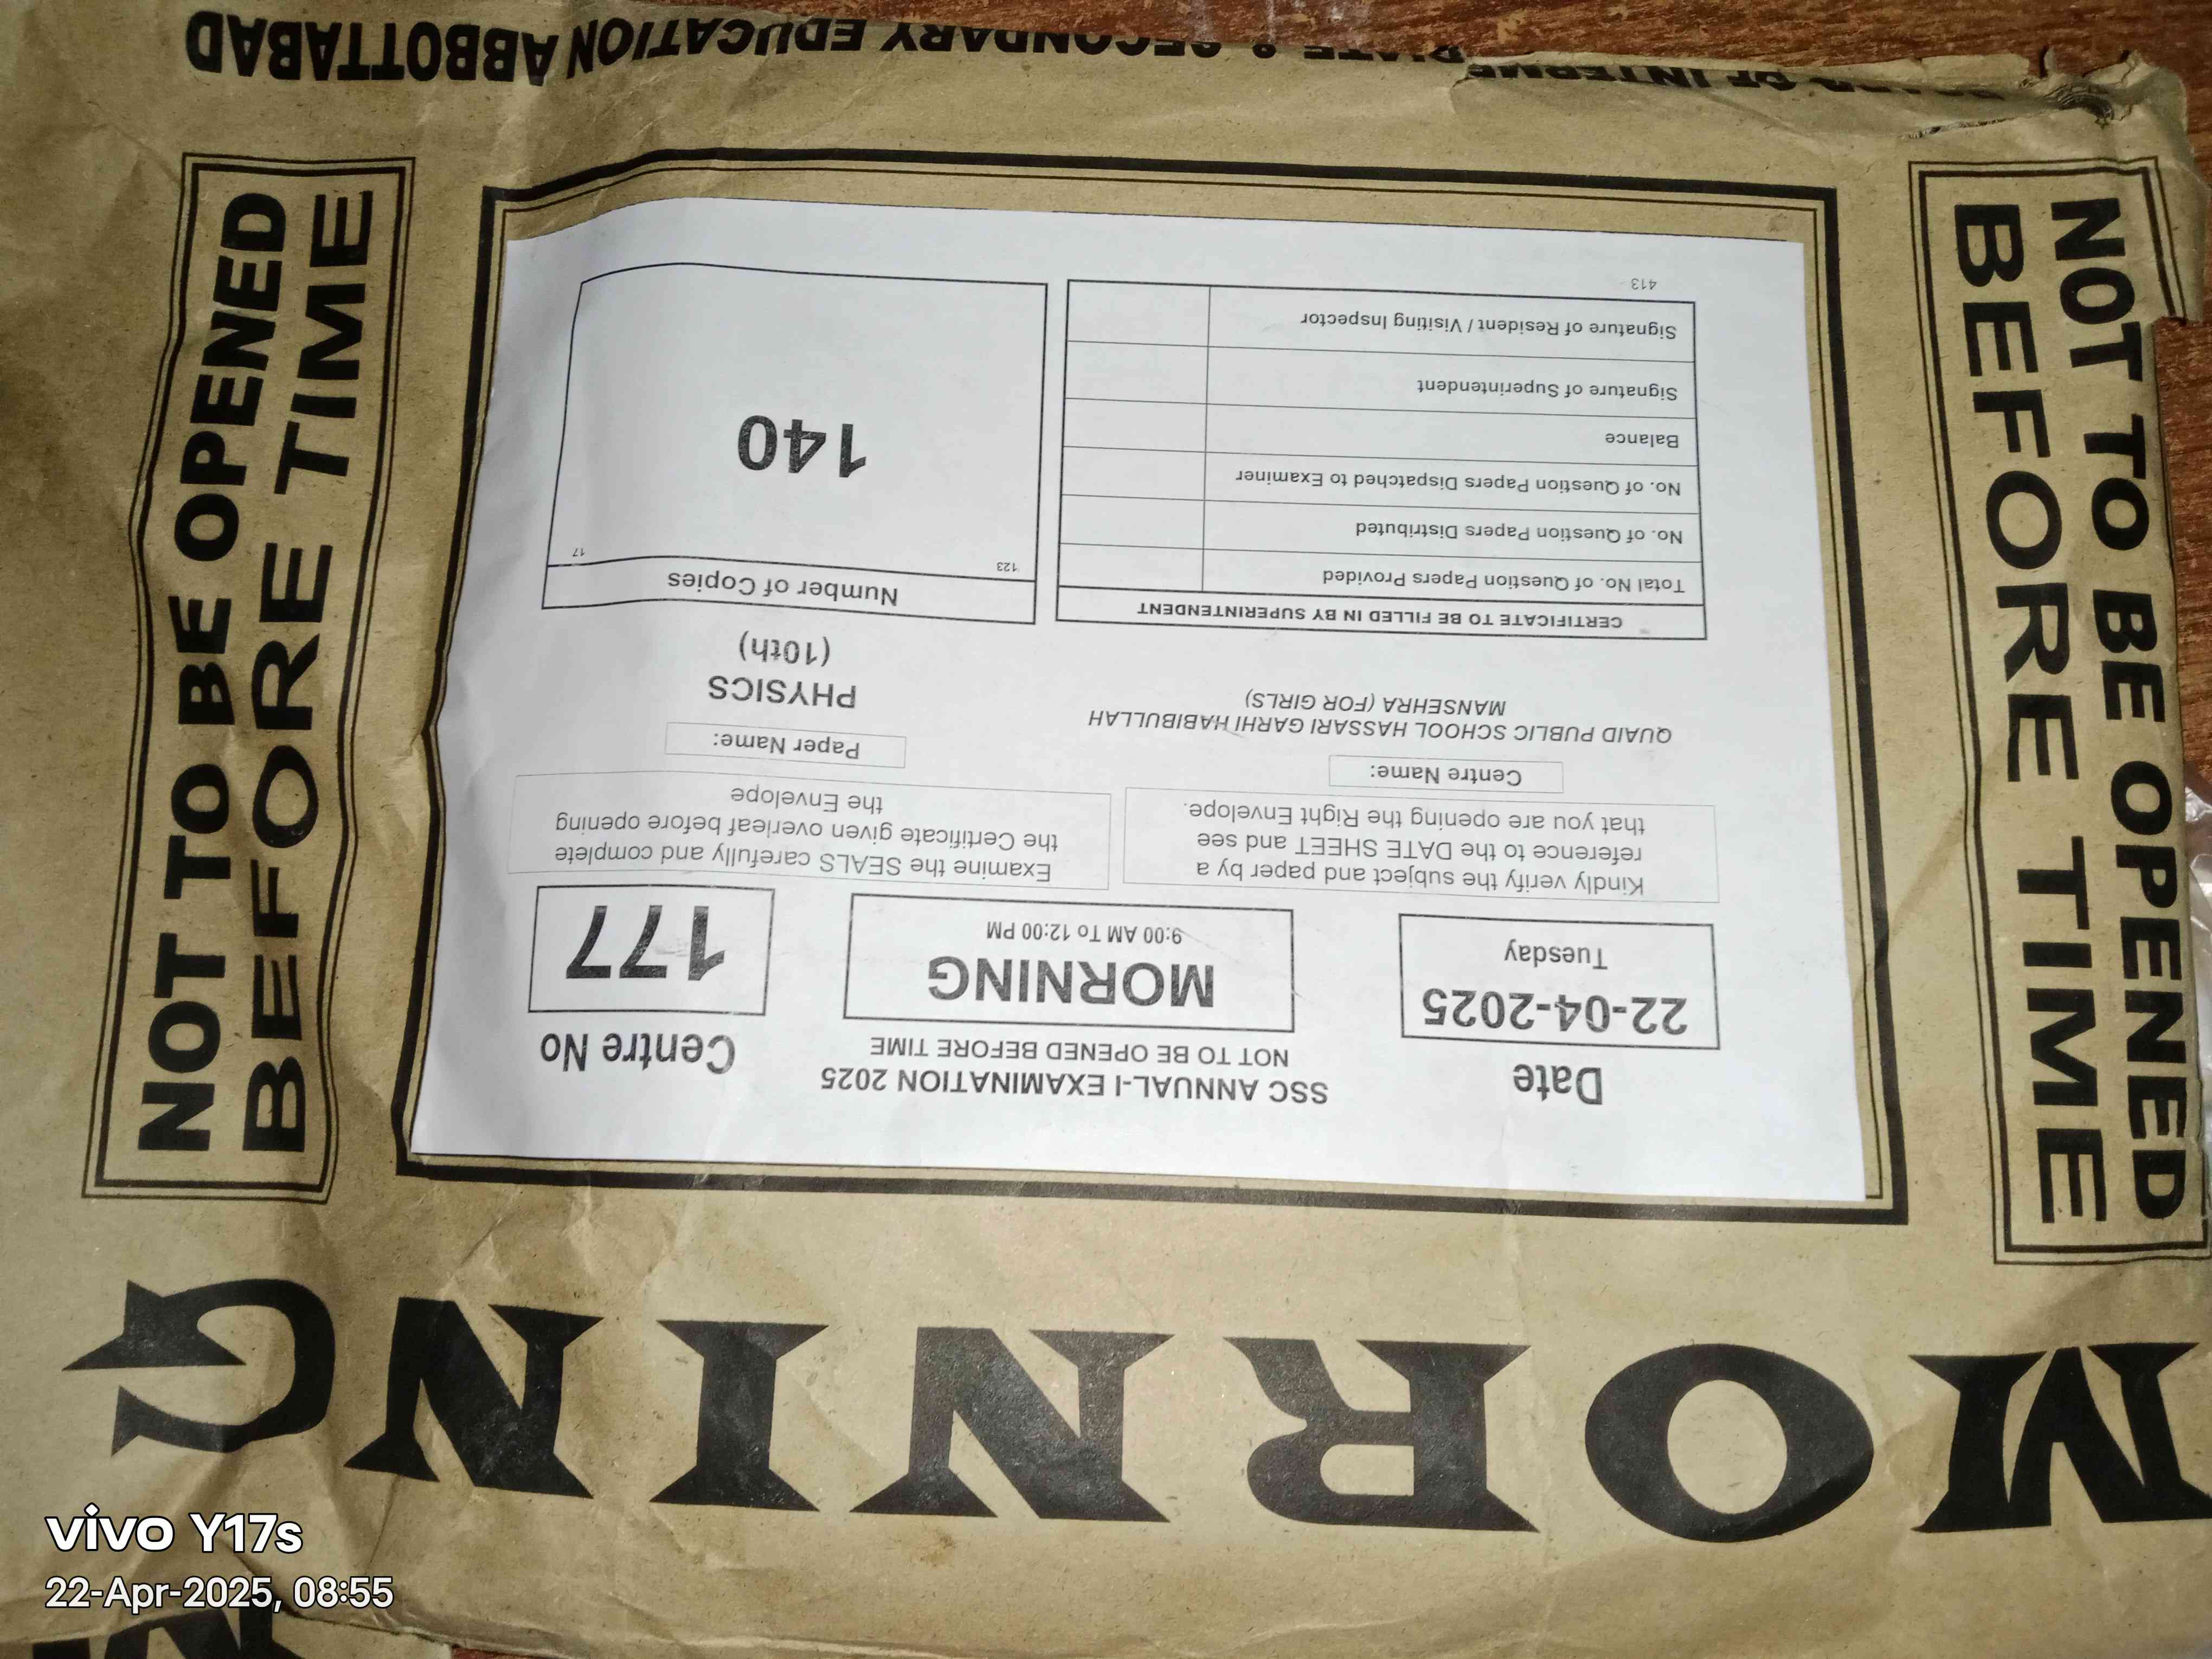 MORNING
NOT TO BE OPENED
BEFORE TIME
SSC ANNUAL-I EXAMINATION 2025
NOT TO BE OPENED BEFORE TIME
Date
22-04-2025
Tuesday
MORNING
9:00 AM To 12:00 PM
Centre No
177
Kindly verify the subject and paper by a
reference to the DATE SHEET and see
that you are opening the Right Envelope.
Examine the SEALS carefully and complete
the Certificate given overleaf before opening
the Envelope
Centre Name:
QUAID PUBLIC SCHOOL HASSARI GARHI HABIBULLAH
MANSEHRA (FOR GIRLS)
Paper Name:
PHYSICS
(10th)
CERTIFICATE TO BE FILLED IN BY SUPERINTENDENT
Total No. of Question Papers Provided
No. of Question Papers Distributed
No. of Question Papers Dispatched to Examiner
Balance
Signature of Superintendent
Signature of Resident / Visiting Inspector
413
Number of Copies
123 17
140
NOT TO BE OPENED
BEFORE TIME
OF INTERMEDIATE & SECONDARY EDUCATION ABBOTTABAD
vivo Y17s
22-Apr-2025, 08:55